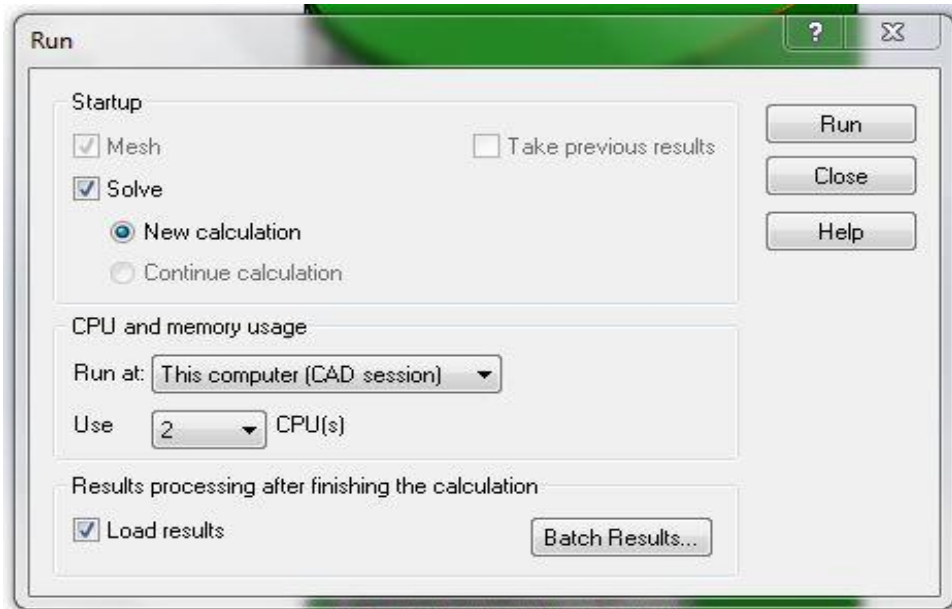 Run
?
Startup
Mesh
Take previous results
Run
Solve
Close
New calculation
Help
Continue calculation
CPU and memory usage
Run at: This computer (CAD session)
Use 2 CPU(s)
Results processing after finishing the calculation
Load results
Batch Results...